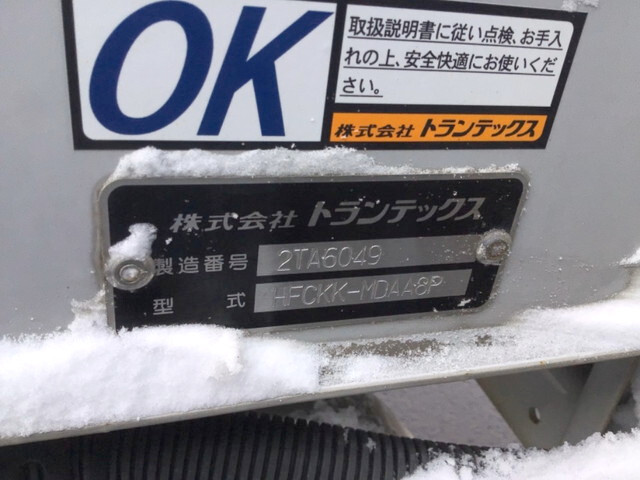 OK
取扱説明書に従い点検、お手入
れの上、安全快適にお使いくだ
さい。
株式会社 トランテックス
株式会社 トランテックス
製造番号 2TA6049
型式 4FCKK-MDAA8P